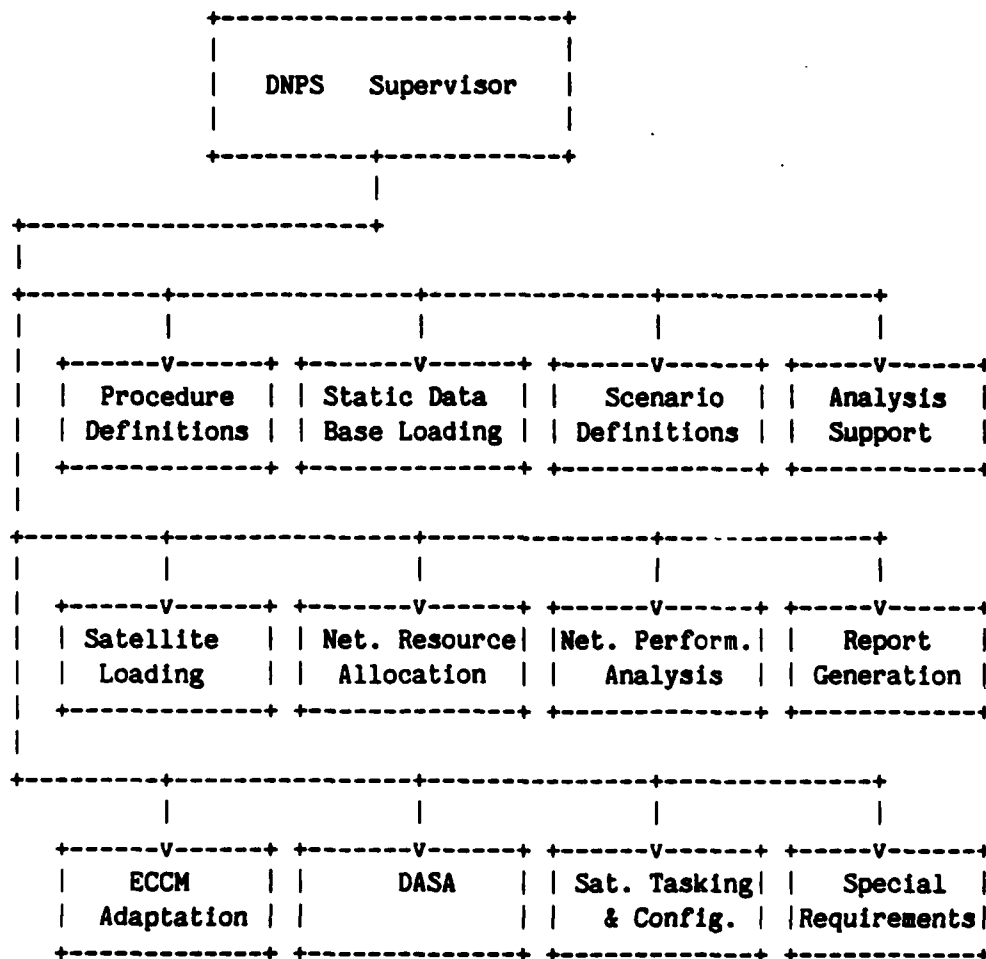 DNPS Supervisor
Procedure Definitions
Static Data Base Loading
Scenario Definitions
Analysis Support
Satellite Loading
Net. Resource Allocation
Net. Perform. Analysis
Report Generation
ECCM Adaptation
DASA
Sat. Tasking & Config.
Special Requirements